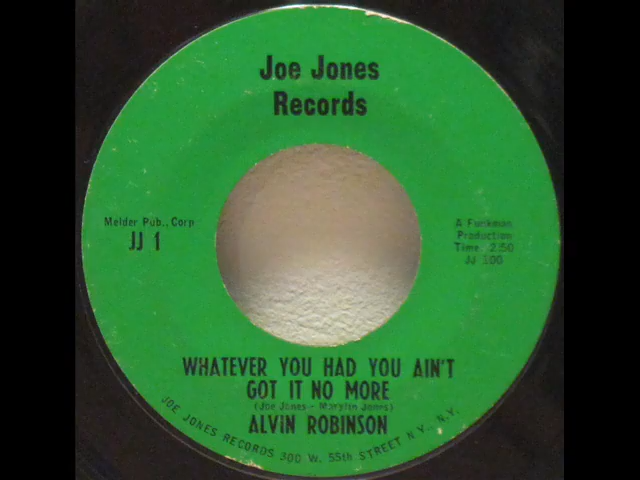 Joe Jones
Records
Melder Pub., Corp
JJ 1
A Funkman
Production
Time: 2:50
JJ 100
WHATEVER YOU HAD YOU AIN'T
GOT IT NO MORE
(Joe Jones - Marylin Jones)
ALVIN ROBINSON
JOE JONES RECORDS 300 W. 55th STREET N.Y., N.Y.